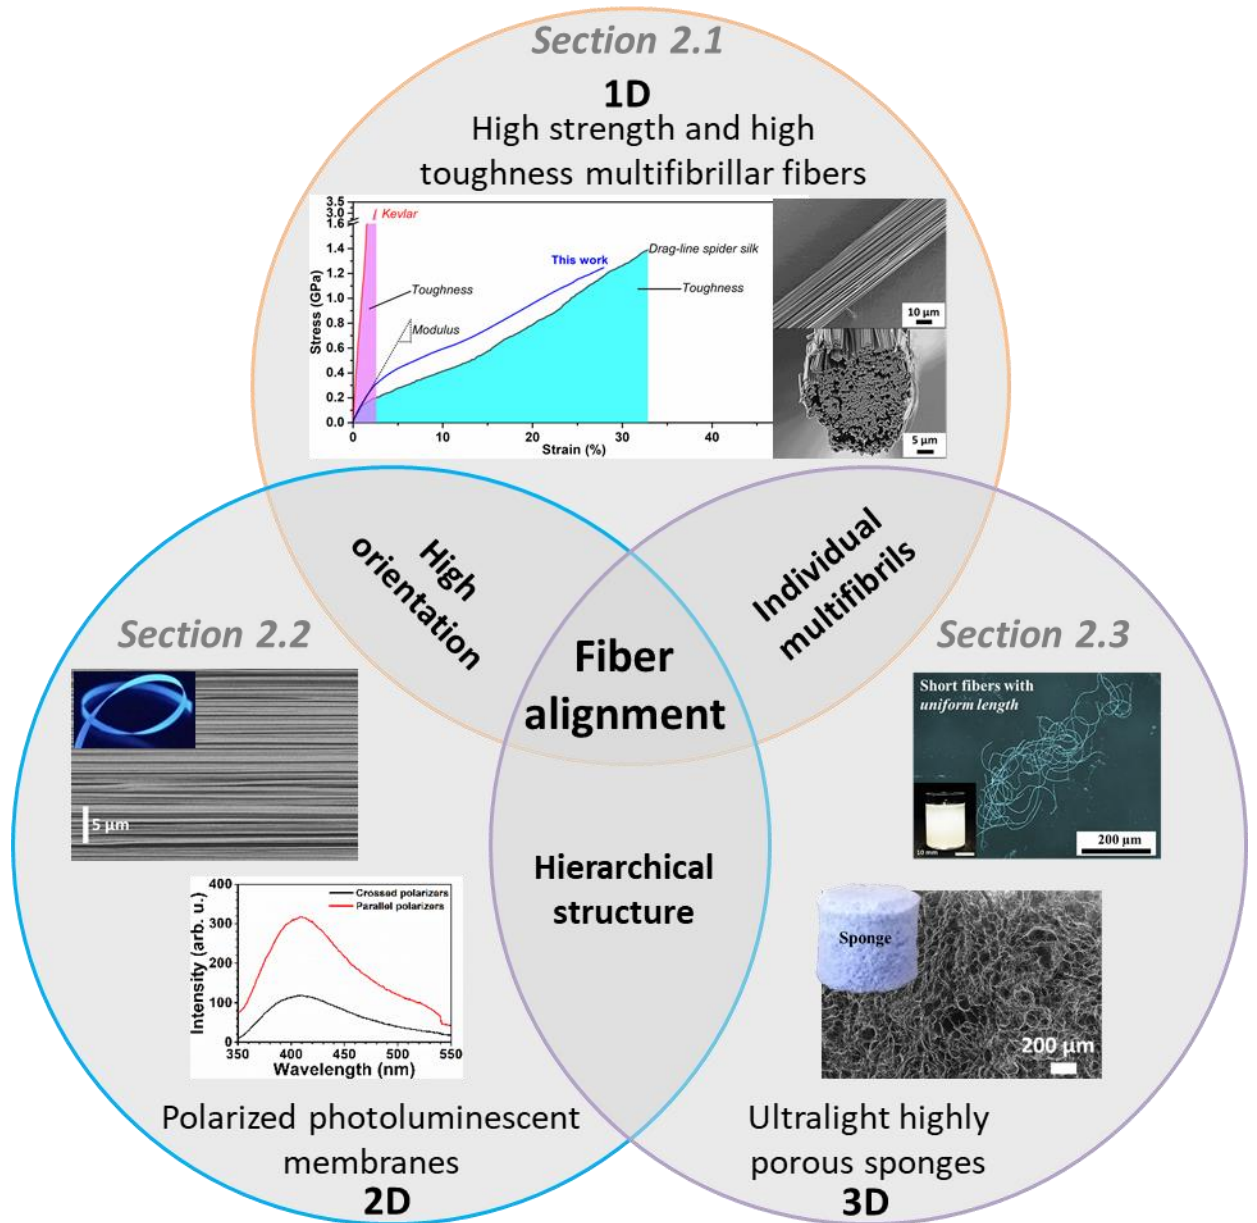 Section 2.1
1D
High strength and high
toughness multifibrillar fibers
3.5
3.0
1.6
1.4
1.2
1.0
0.8
0.6
0.4
0.2
0.0
Stress (GPa)
Kevlar
Toughness
Modulus
This work
Drag-line spider silk
Toughness
0
10
20
30
40
Strain (%)
10 µm
5 µm
High
orientation
Individual
multifibrils
Fiber
alignment
Hierarchical
structure
Section 2.2
5 µm
400
300
200
100
0
Intensity (arb. u.)
Crossed polarizers
Parallel polarizers
350
400
450
500
550
Wavelength (nm)
Polarized photoluminescent
membranes
2D
Section 2.3
Short fibers with
uniform length
10 mm
200 µm
Sponge
200 µm
Ultralight highly
porous sponges
3D